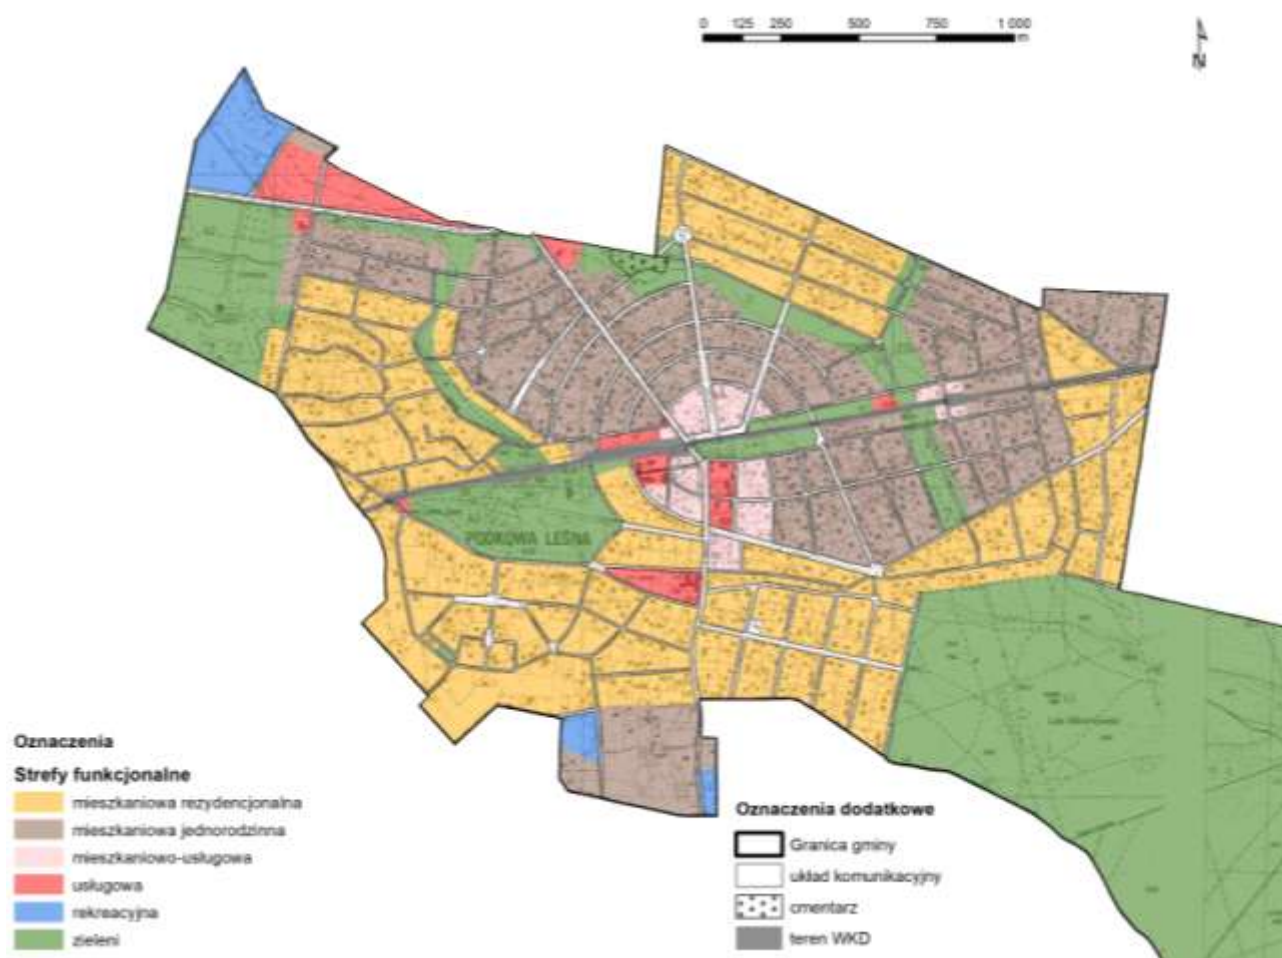 0 125 250 500 750 1 000
m
N
PODKOWA LEŚNA
Oznaczenia
Strefy funkcjonalne
mieszkaniowa rezydencjonalna
mieszkaniowa jednorodzinna
mieszkaniowo-usługowa
usługowa
rekreacyjna
zieleni
Oznaczenia dodatkowe
Granica gminy
układ komunikacyjny
cmentarz
teren WKD